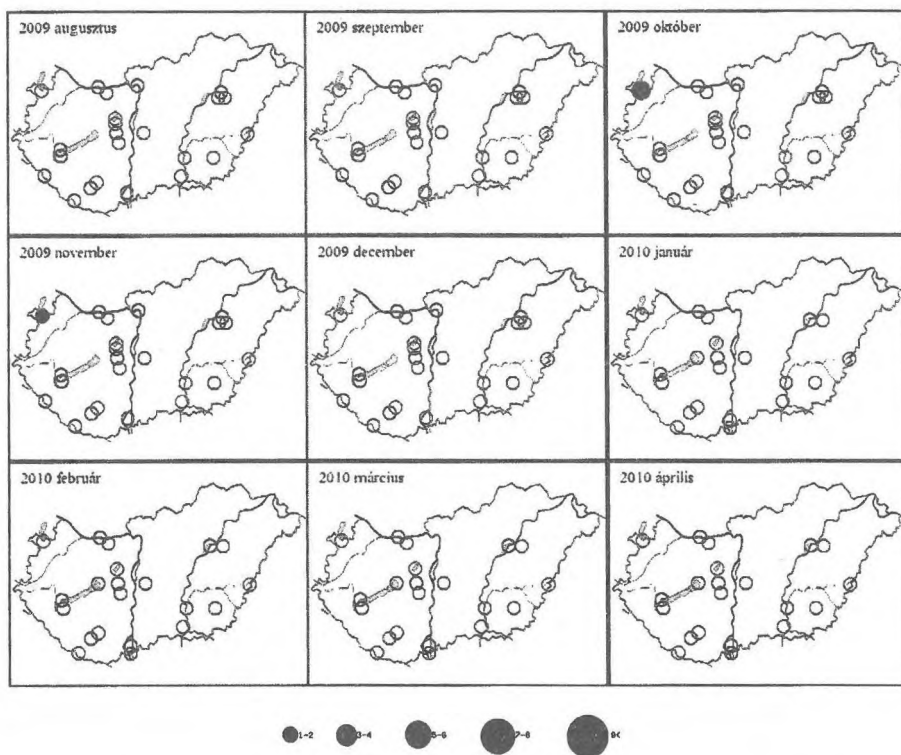 2009 augusztus
2009 szeptember
2009 október
2009 november
2009 december
2010 január
2010 február
2010 március
2010 április
1-2 3-4 5-6 7-8 9<